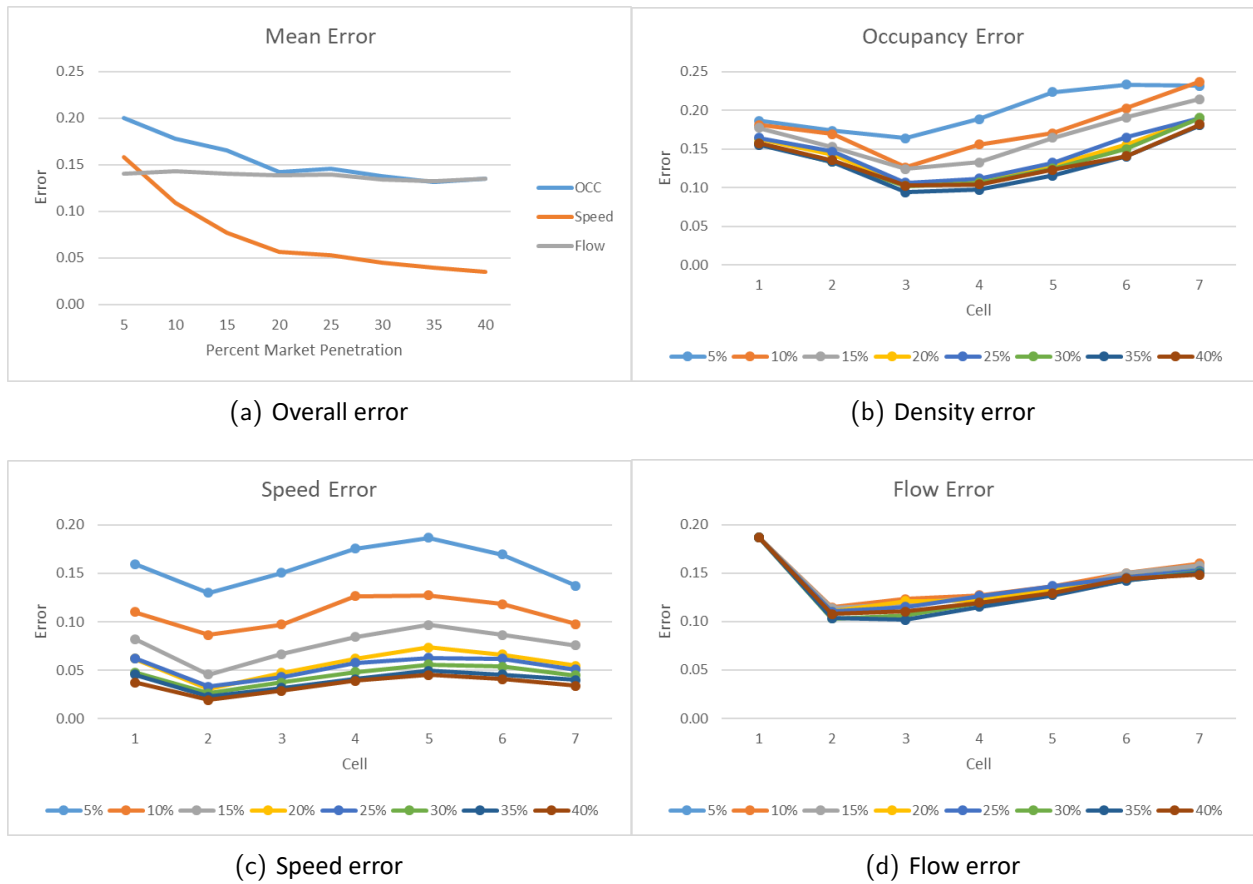 Mean Error
0.25
0.20
0.15
0.10
0.05
0.00
Error
5 10 15 20 25 30 35 40
Percent Market Penetration
OCC
Speed
Flow
(a) Overall error
Occupancy Error
0.25
0.20
0.15
0.10
0.05
0.00
Error
1 2 3 4 5 6 7
Cell
5% 10% 15% 20% 25% 30% 35% 40%
(b) Density error
Speed Error
0.20
0.15
0.10
0.05
0.00
Error
1 2 3 4 5 6 7
Cell
5% 10% 15% 20% 25% 30% 35% 40%
(c) Speed error
Flow Error
0.20
0.15
0.10
0.05
0.00
Error
1 2 3 4 5 6 7
Cell
5% 10% 15% 20% 25% 30% 35% 40%
(d) Flow error